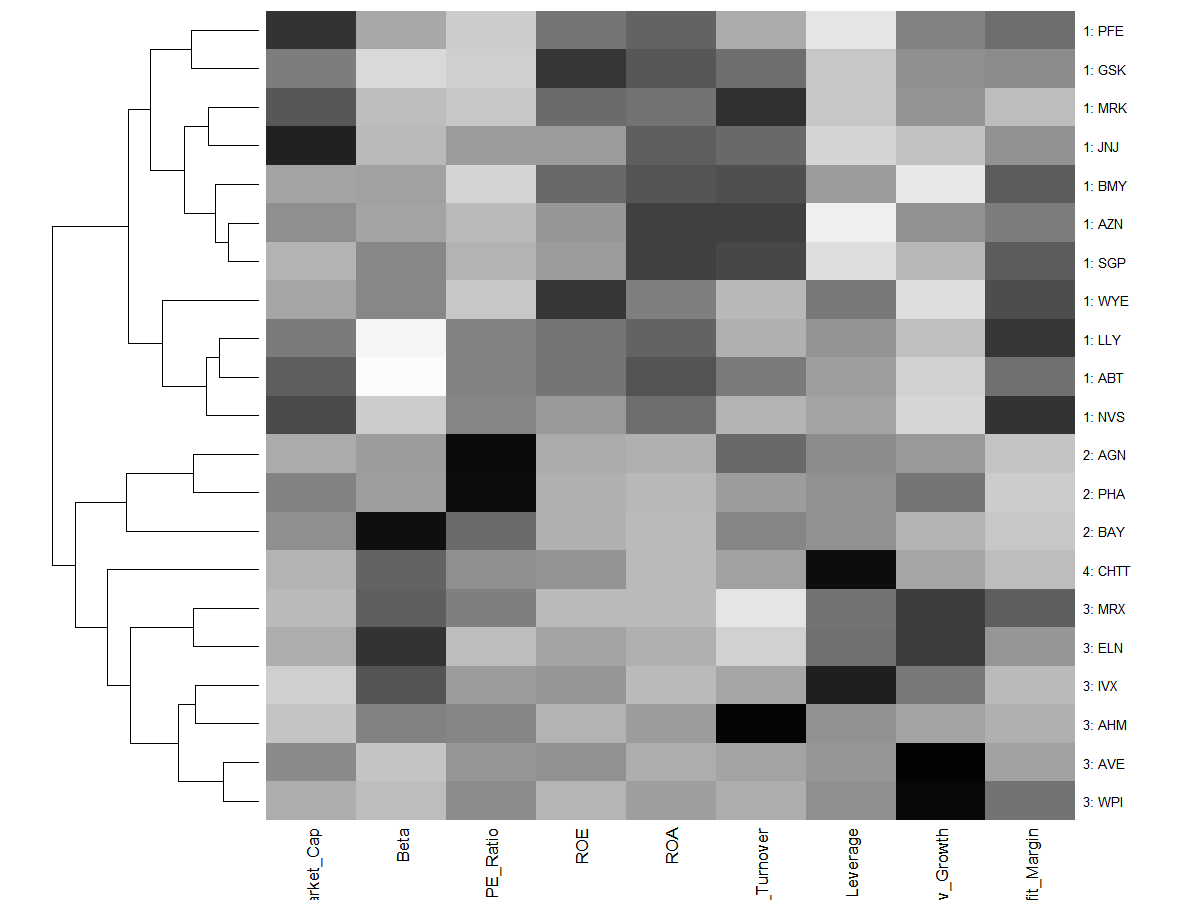 1: PFE
1: GSK
1: MRK
1: JNJ
1: BMY
1: AZN
1: SGP
1: WYE
1: LLY
1: ABT
1: NVS
2: AGN
2: PHA
2: BAY
4: CHTT
3: MRX
3: ELN
3: IVX
3: AHM
3: AVE
3: WPI
arket_Cap
Beta
PE_Ratio
ROE
ROA
_Turnover
Leverage
v_Growth
fit_Margin